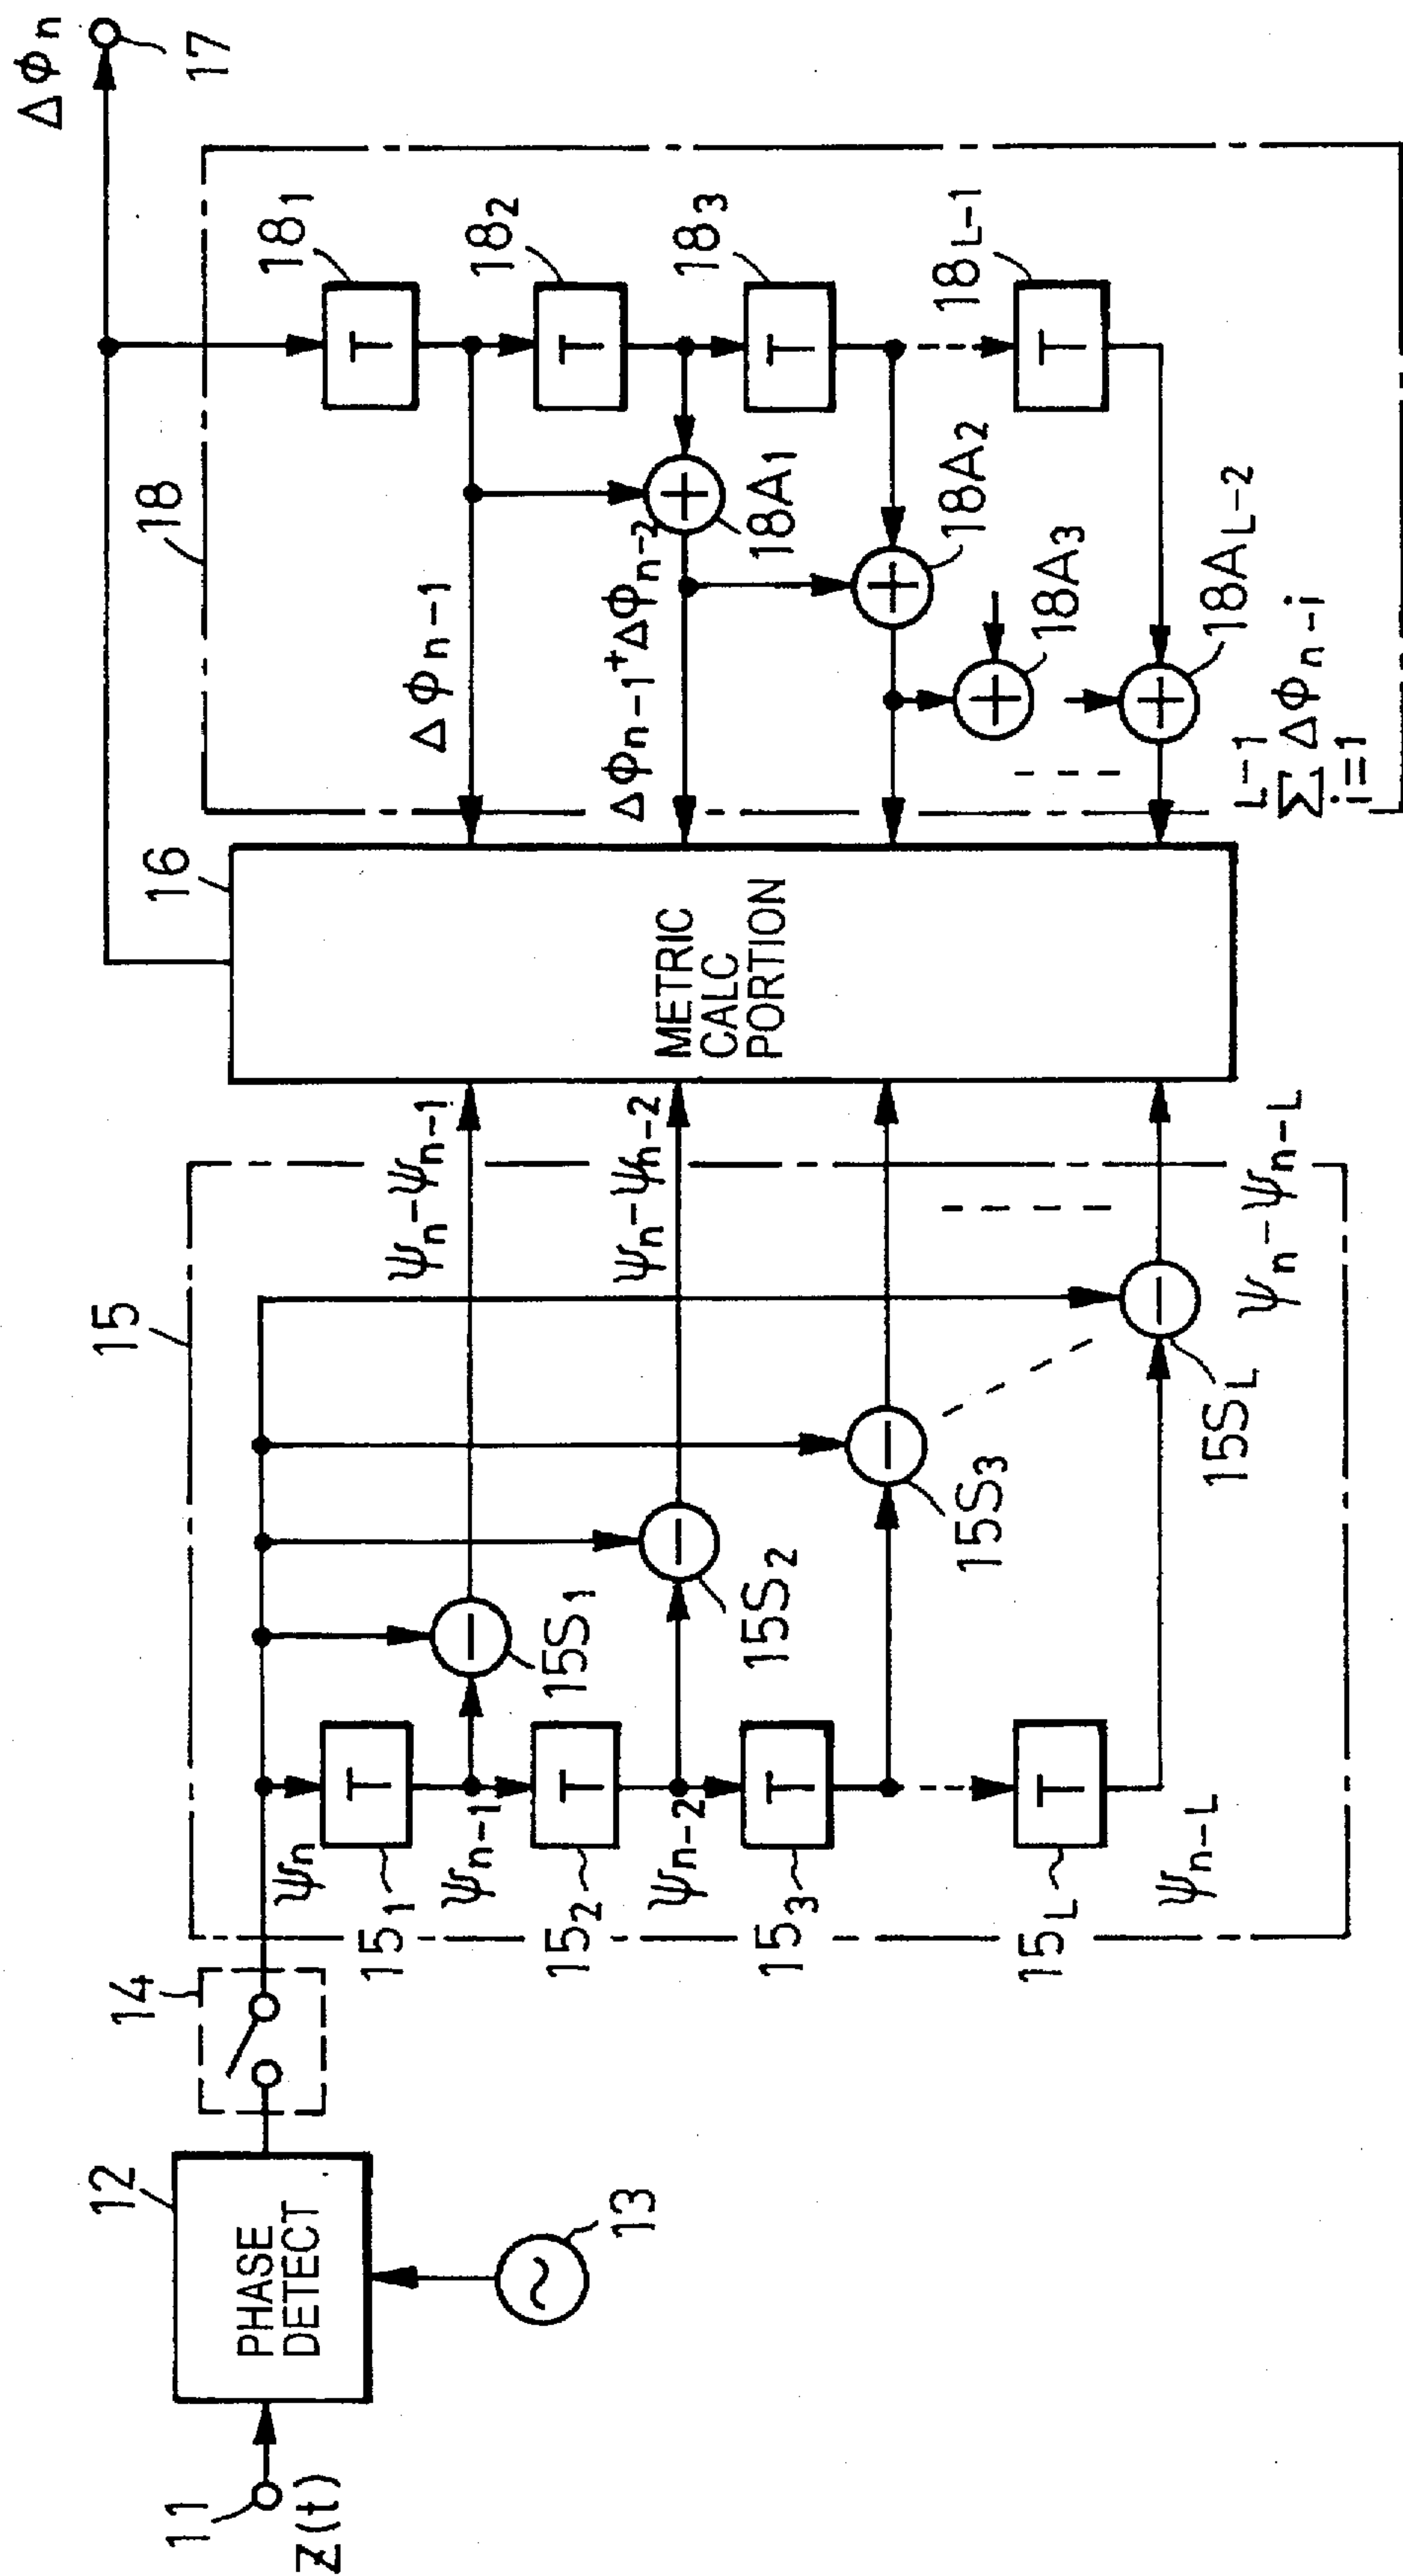 11
Z(t)
12
PHASE
DETECT
13
14
15
ψn
15₁
ψn-1
15₂
ψn-2
15₃
15L
ψn-L
15S₁
15S₂
15S₃
15SL
ψn-ψn-1
ψn-ψn-2
ψn-ψn-L
T
T
T
T
16
METRIC
CALC
PORTION
18
Δφn-1
Δφn-1+Δφn-2
18A₁
18A₂
18A₃
18AL-2
L-1
Σ Δφn-i
i=1
18₁
18₂
18₃
18L-1
T
T
T
T
Δφn
17